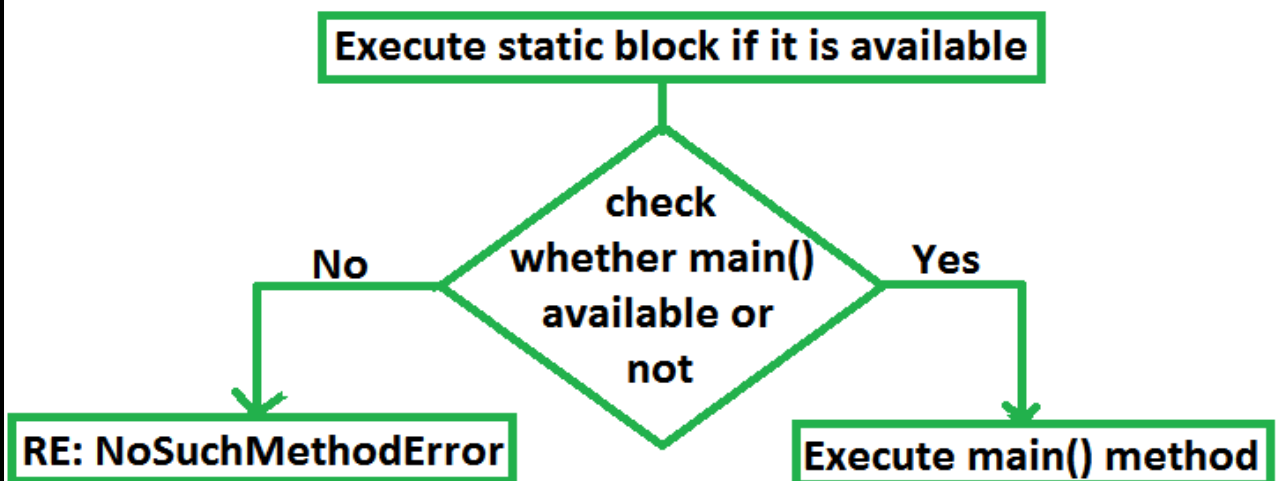 Execute static block if it is available
check
whether main()
available or
not
No
Yes
RE: NoSuchMethodError
Execute main() method